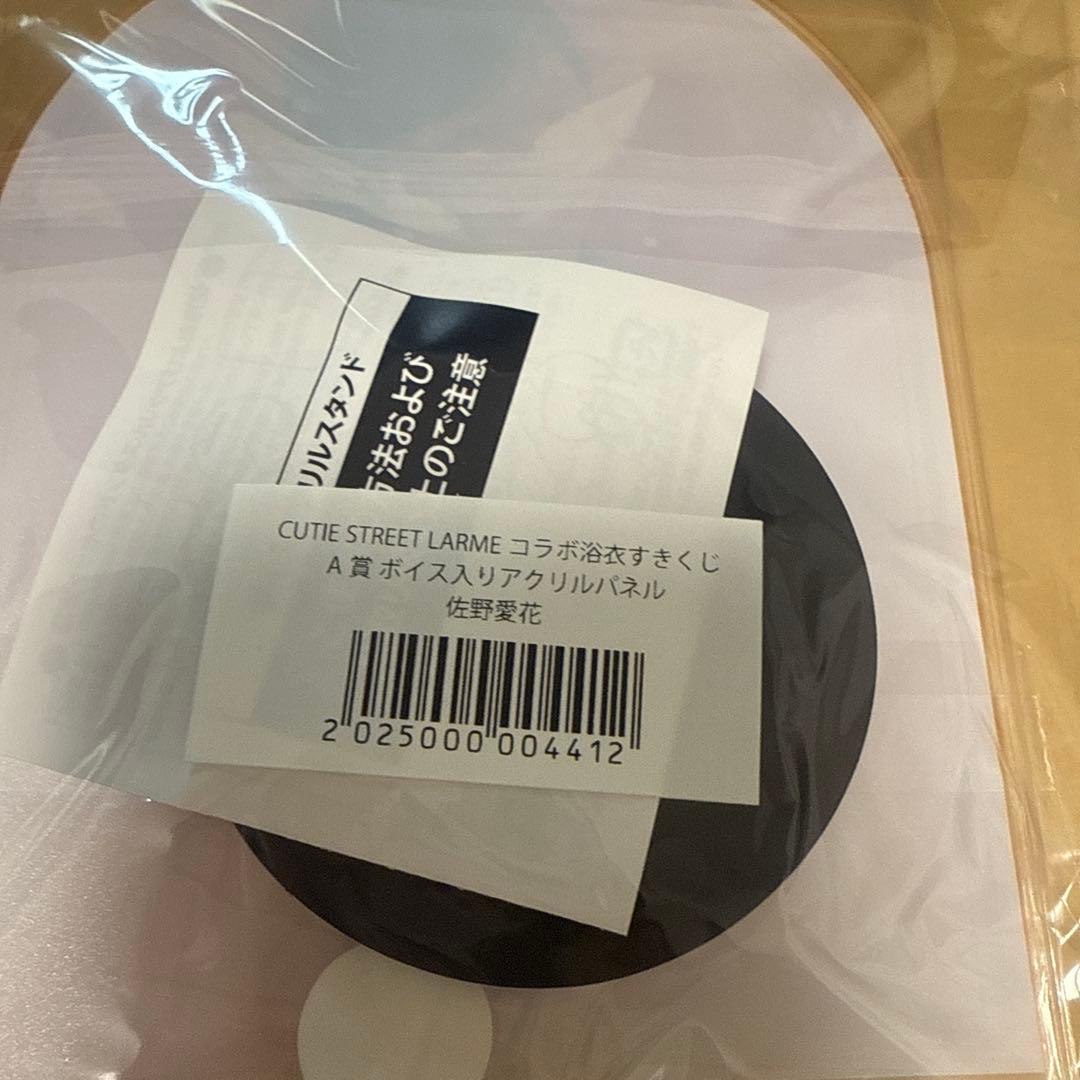 リルスタンド
方法および
上のご注意
CUTIE STREET LARME コラボ浴衣すきくじ
A 賞 ボイス入りアクリルパネル
佐野愛花
2 025000 004412